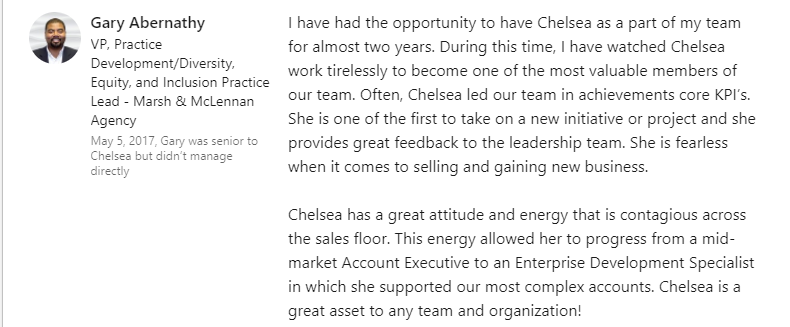 Gary Abernathy
VP, Practice
Development/Diversity,
Equity, and Inclusion Practice
Lead - Marsh & McLennan
Agency
May 5, 2017, Gary was senior to
Chelsea but didn't manage
directly
I have had the opportunity to have Chelsea as a part of my team
for almost two years. During this time, I have watched Chelsea
work tirelessly to become one of the most valuable members of
our team. Often, Chelsea led our team in achievements core KPI's.
She is one of the first to take on a new initiative or project and she
provides great feedback to the leadership team. She is fearless
when it comes to selling and gaining new business.
Chelsea has a great attitude and energy that is contagious across
the sales floor. This energy allowed her to progress from a mid-
market Account Executive to an Enterprise Development Specialist
in which she supported our most complex accounts. Chelsea is a
great asset to any team and organization!